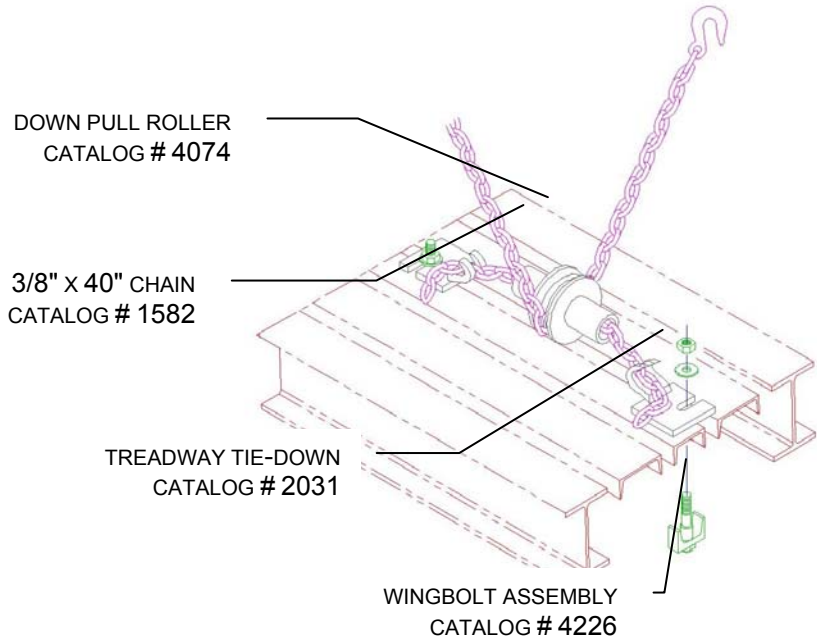 DOWN PULL ROLLER
CATALOG # 4074
3/8" X 40" CHAIN
CATALOG # 1582
TREADWAY TIE-DOWN
CATALOG # 2031
WINGBOLT ASSEMBLY
CATALOG # 4226